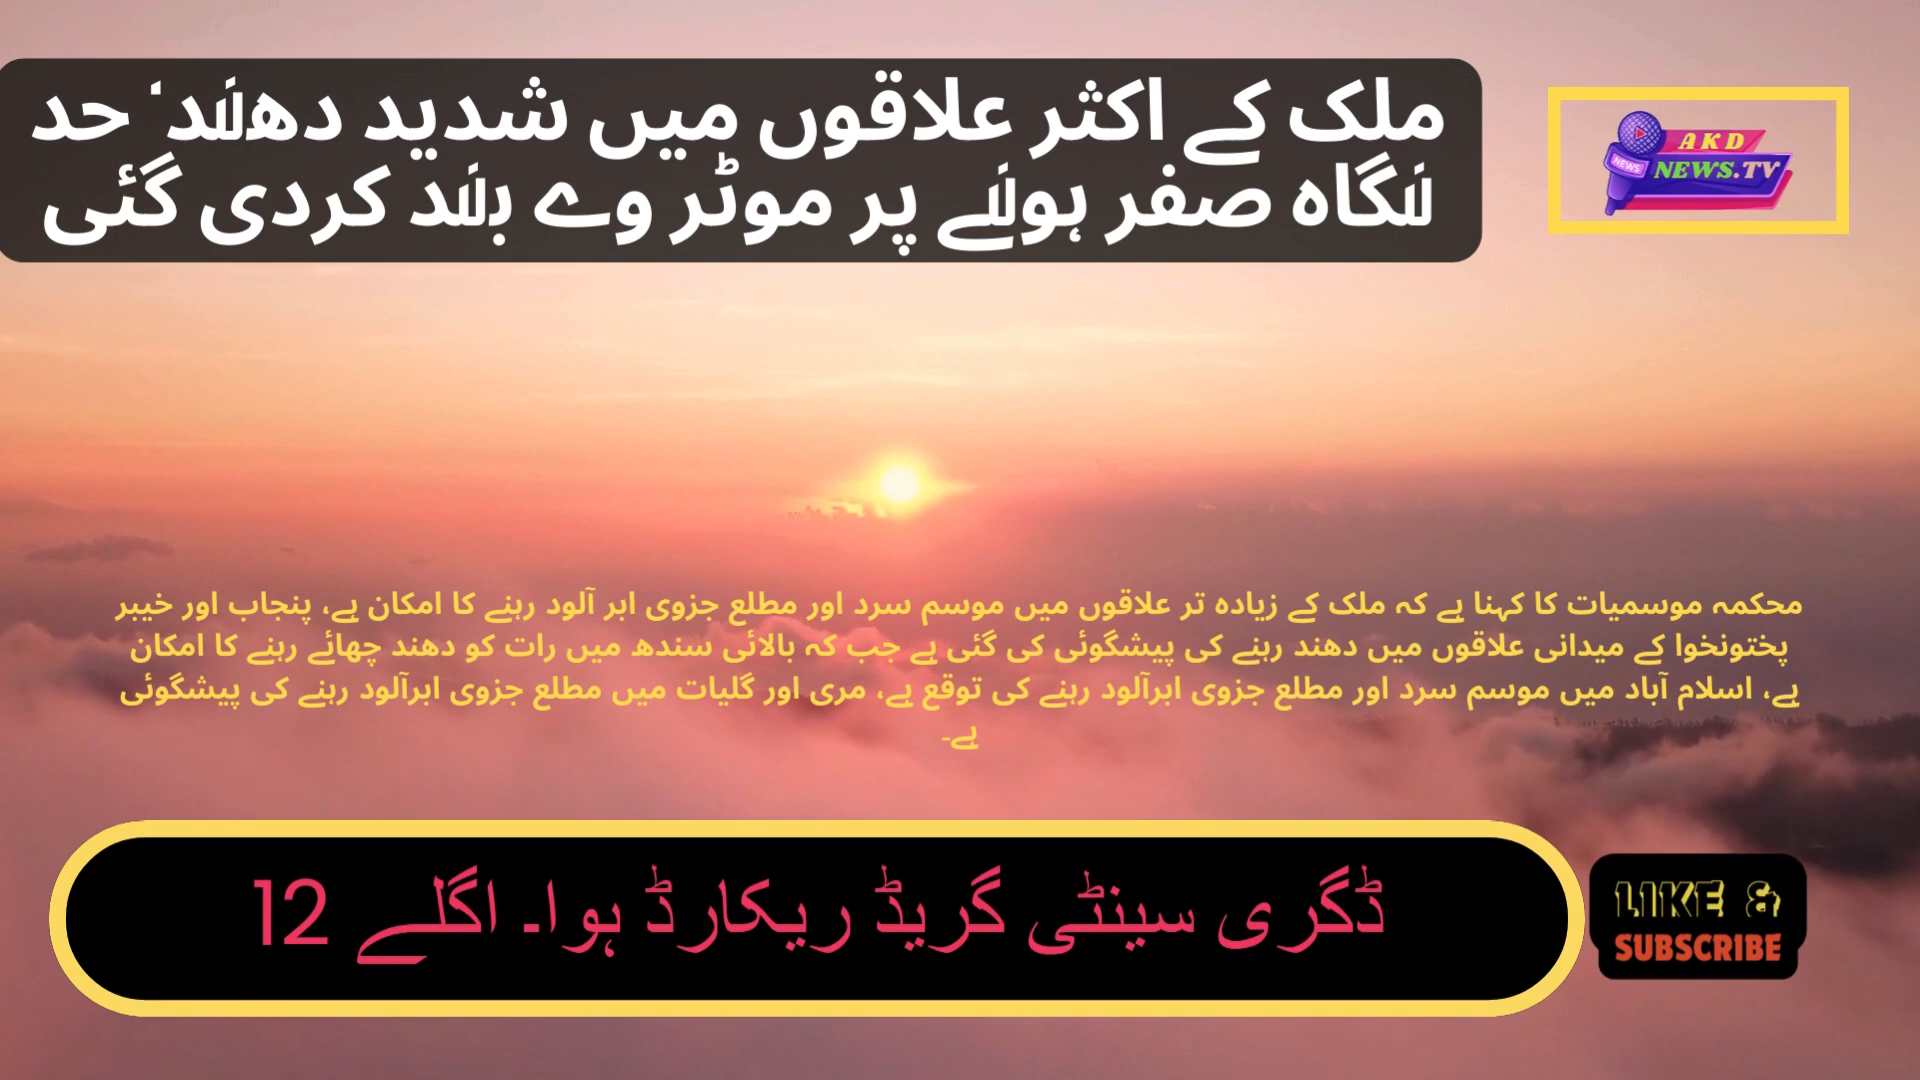 ملک کے اکثر علاقوں میں شدید دھند‘ حد
نگاہ صفر ہونے پر موٹر وے بند کردی گئی
AKD
NEWS
NEWS.TV
محکمہ موسمیات کا کہنا ہے کہ ملک کے زیادہ تر علاقوں میں موسم سرد اور مطلع جزوی ابر آلود رہنے کا امکان ہے، پنجاب اور خیبر
پختونخوا کے میدانی علاقوں میں دھند رہنے کی پیشگوئی کی گئی ہے جب کہ بالائی سندھ میں رات کو دھند چھائے رہنے کا امکان
ہے، اسلام آباد میں موسم سرد اور مطلع جزوی ابرآلود رہنے کی توقع ہے، مری اور گلیات میں مطلع جزوی ابرآلود رہنے کی پیشگوئی
ہے۔
ڈگری سینٹی گریڈ ریکارڈ ہوا۔ اگلے 12
LIKE &
SUBSCRIBE